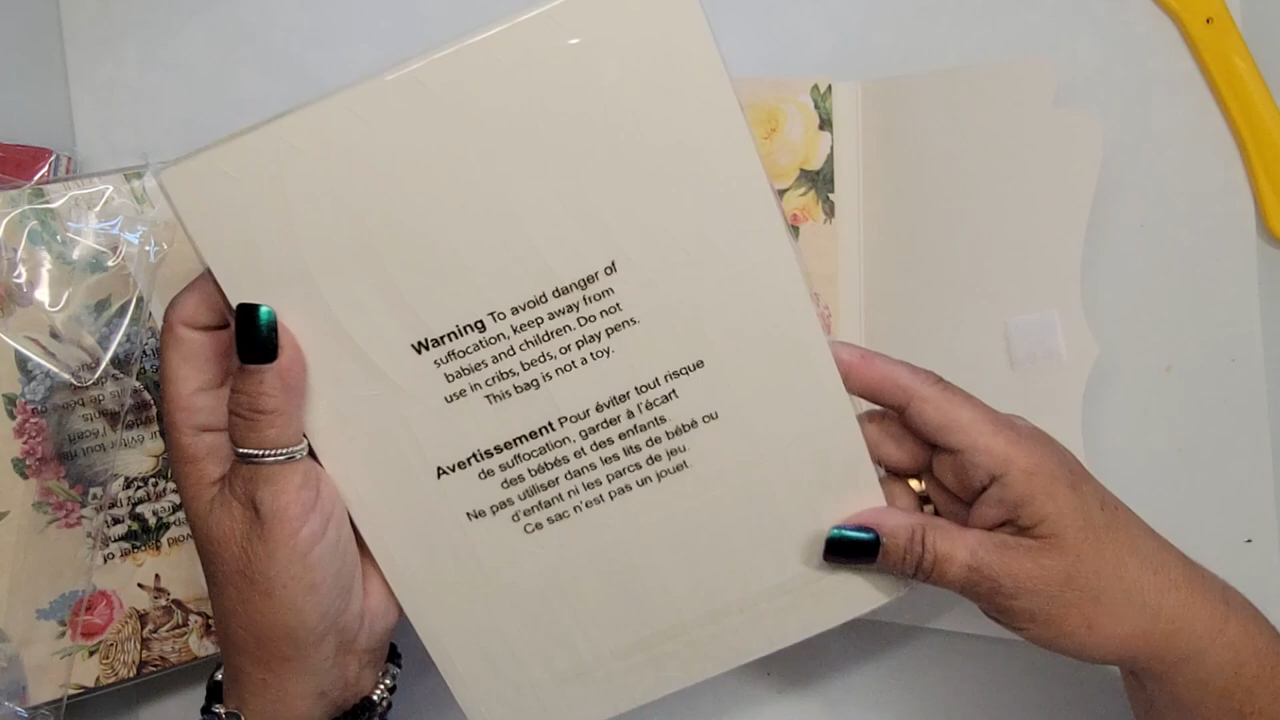 Warning To avoid danger of
suffocation, keep away from
babies and children. Do not
use in cribs, beds, or play pens.
This bag is not a toy.
Avertissement Pour éviter tout risque
de suffocation, garder à l'écart
des bébés et des enfants.
Ne pas utiliser dans les lits de bébé ou
d'enfant ni les parcs de jeu.
Ce sac n'est pas un jouet.
avoid danger of